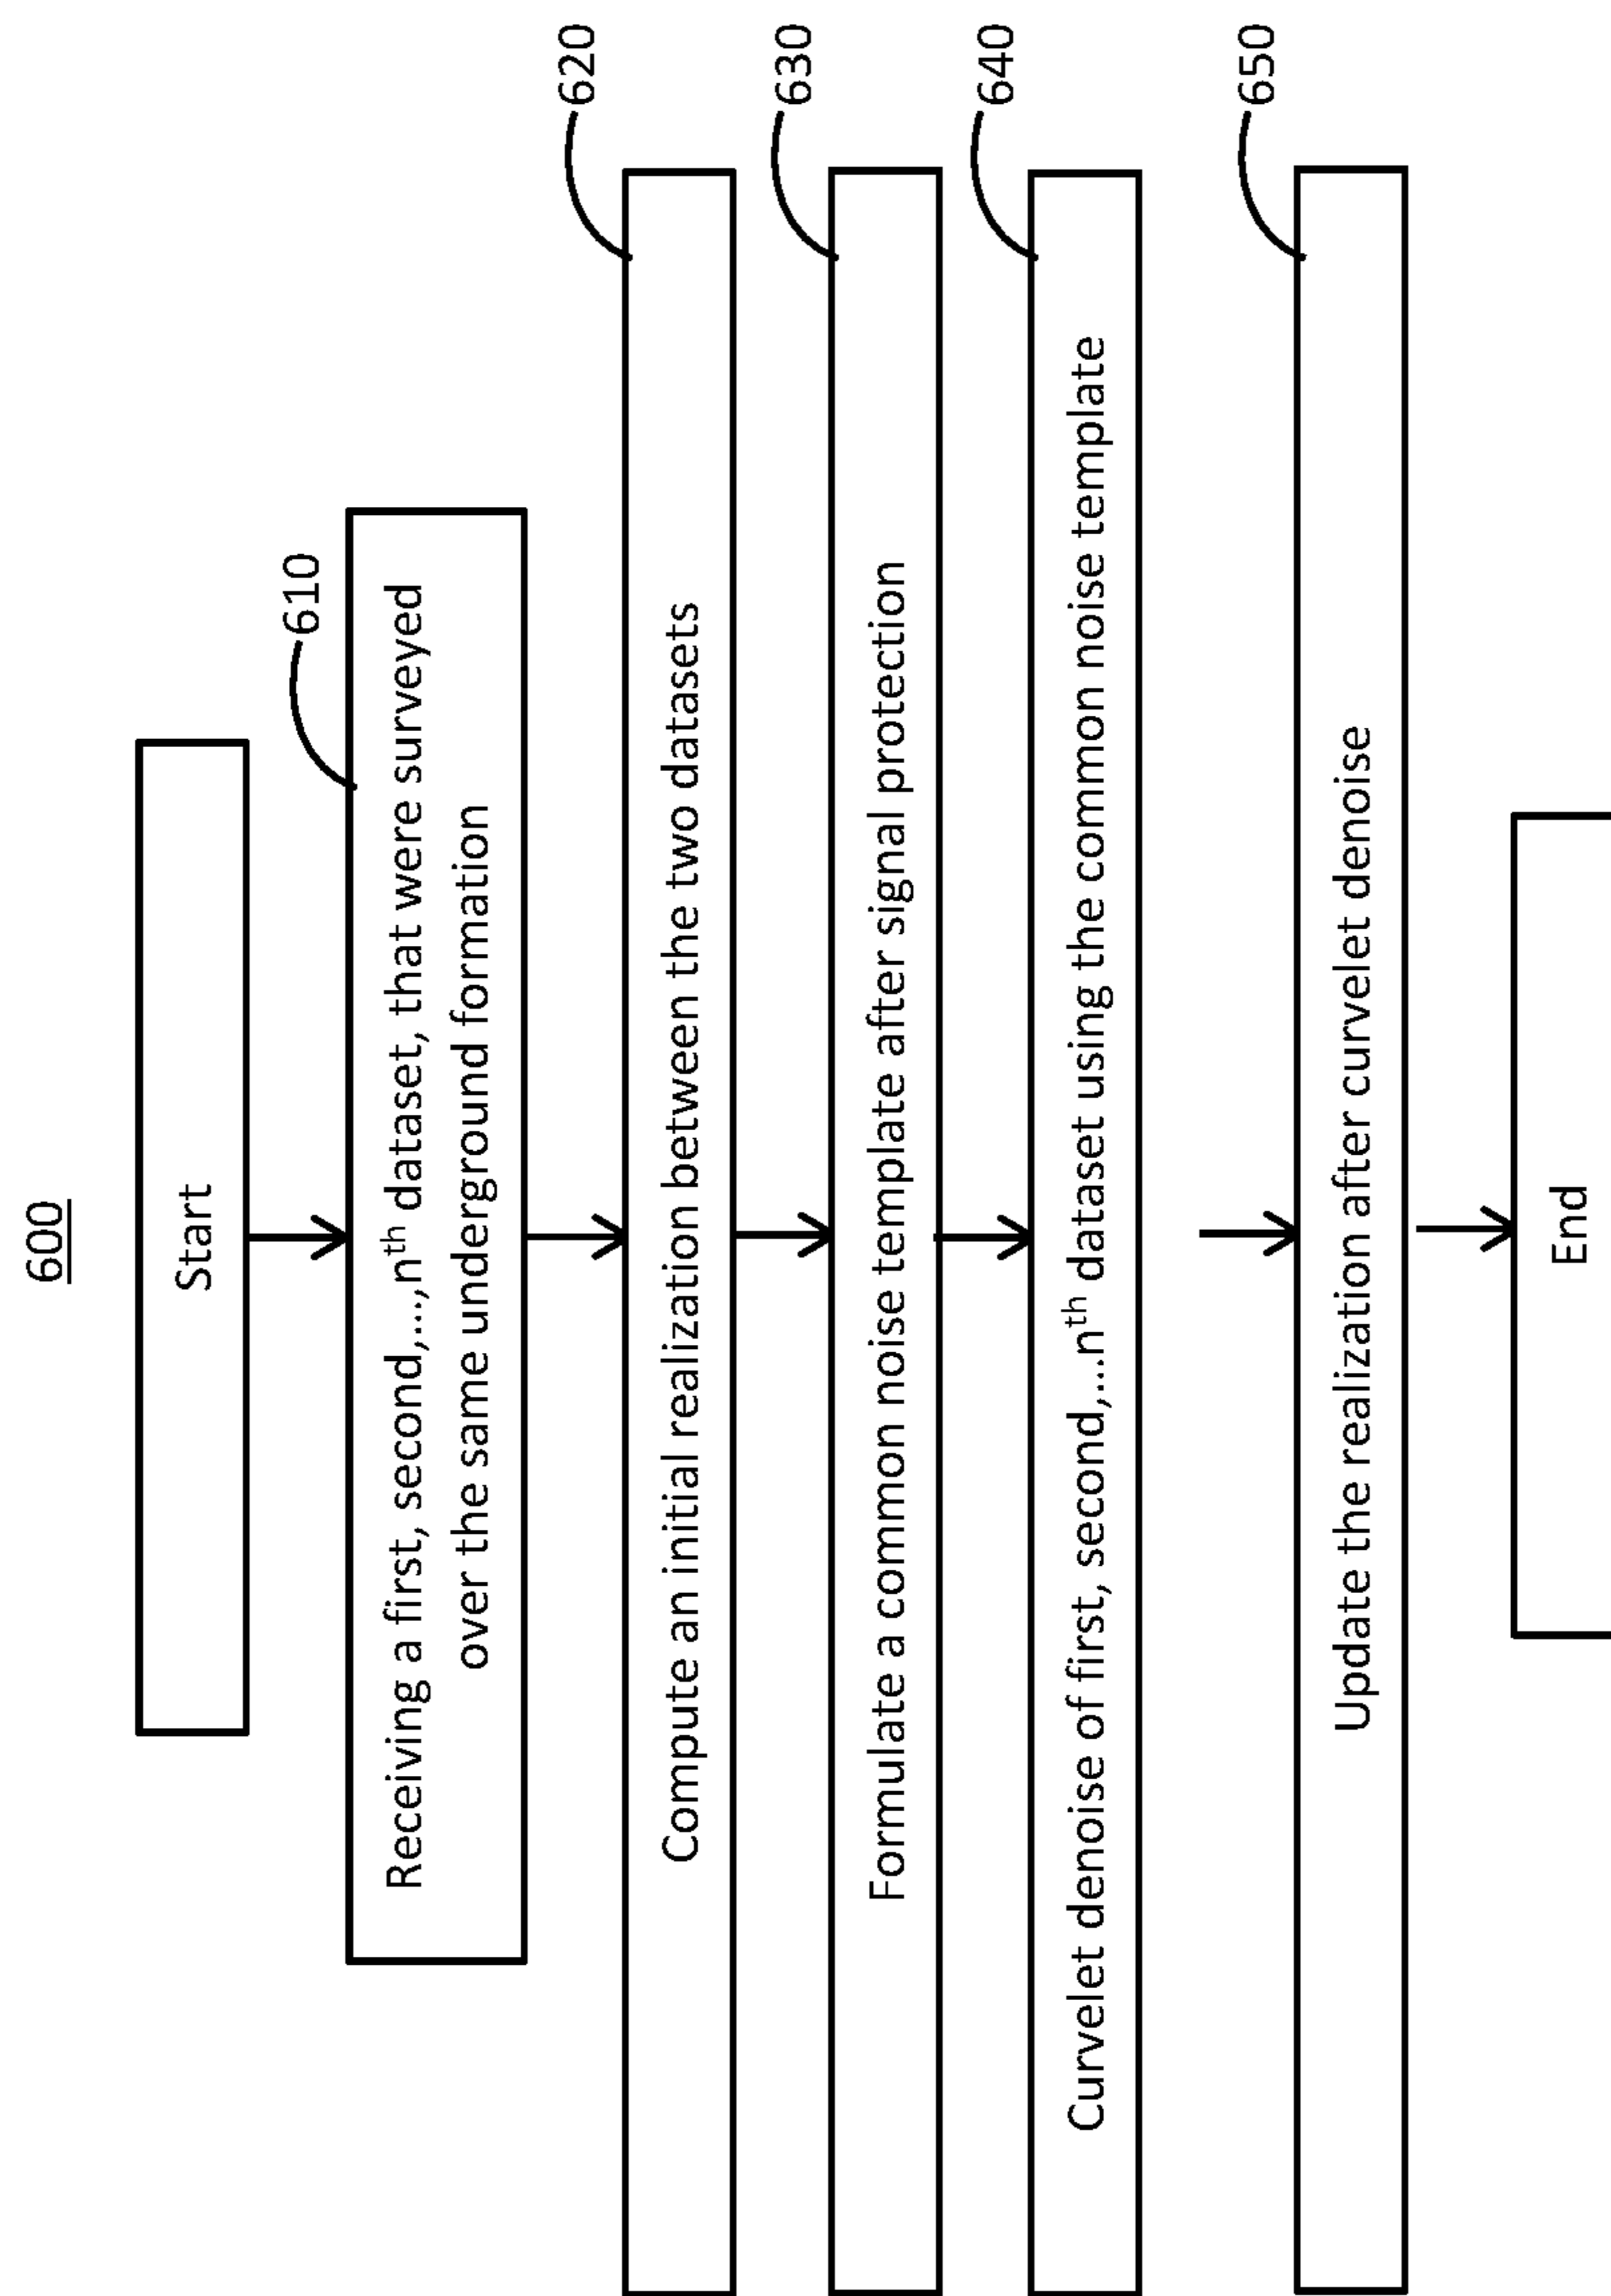 600
Start
610
Receiving a first, second,...,nth dataset, that were surveyed
over the same underground formation
620
Compute an initial realization between the two datasets
630
Formulate a common noise template after signal protection
640
Curvelet denoise of first, second,...nth dataset using the common noise template
650
Update the realization after curvelet denoise
End